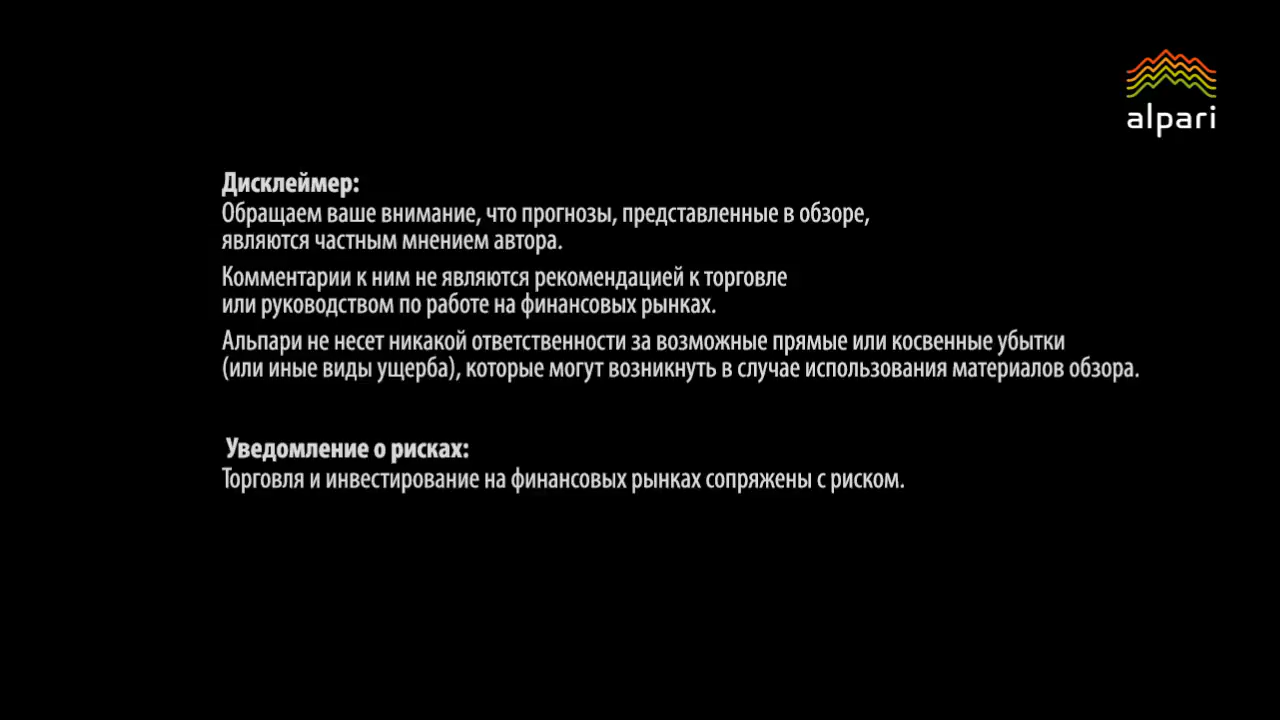 alpari
Дисклеймер:
Обращаем ваше внимание, что прогнозы, представленные в обзоре,
являются частным мнением автора.
Комментарии к ним не являются рекомендацией к торговле
или руководством по работе на финансовых рынках.
Альпари не несет никакой ответственности за возможные прямые или косвенные убытки
(или иные виды ущерба), которые могут возникнуть в случае использования материалов обзора.
Уведомление о рисках:
Торговля и инвестирование на финансовых рынках сопряжены с риском.